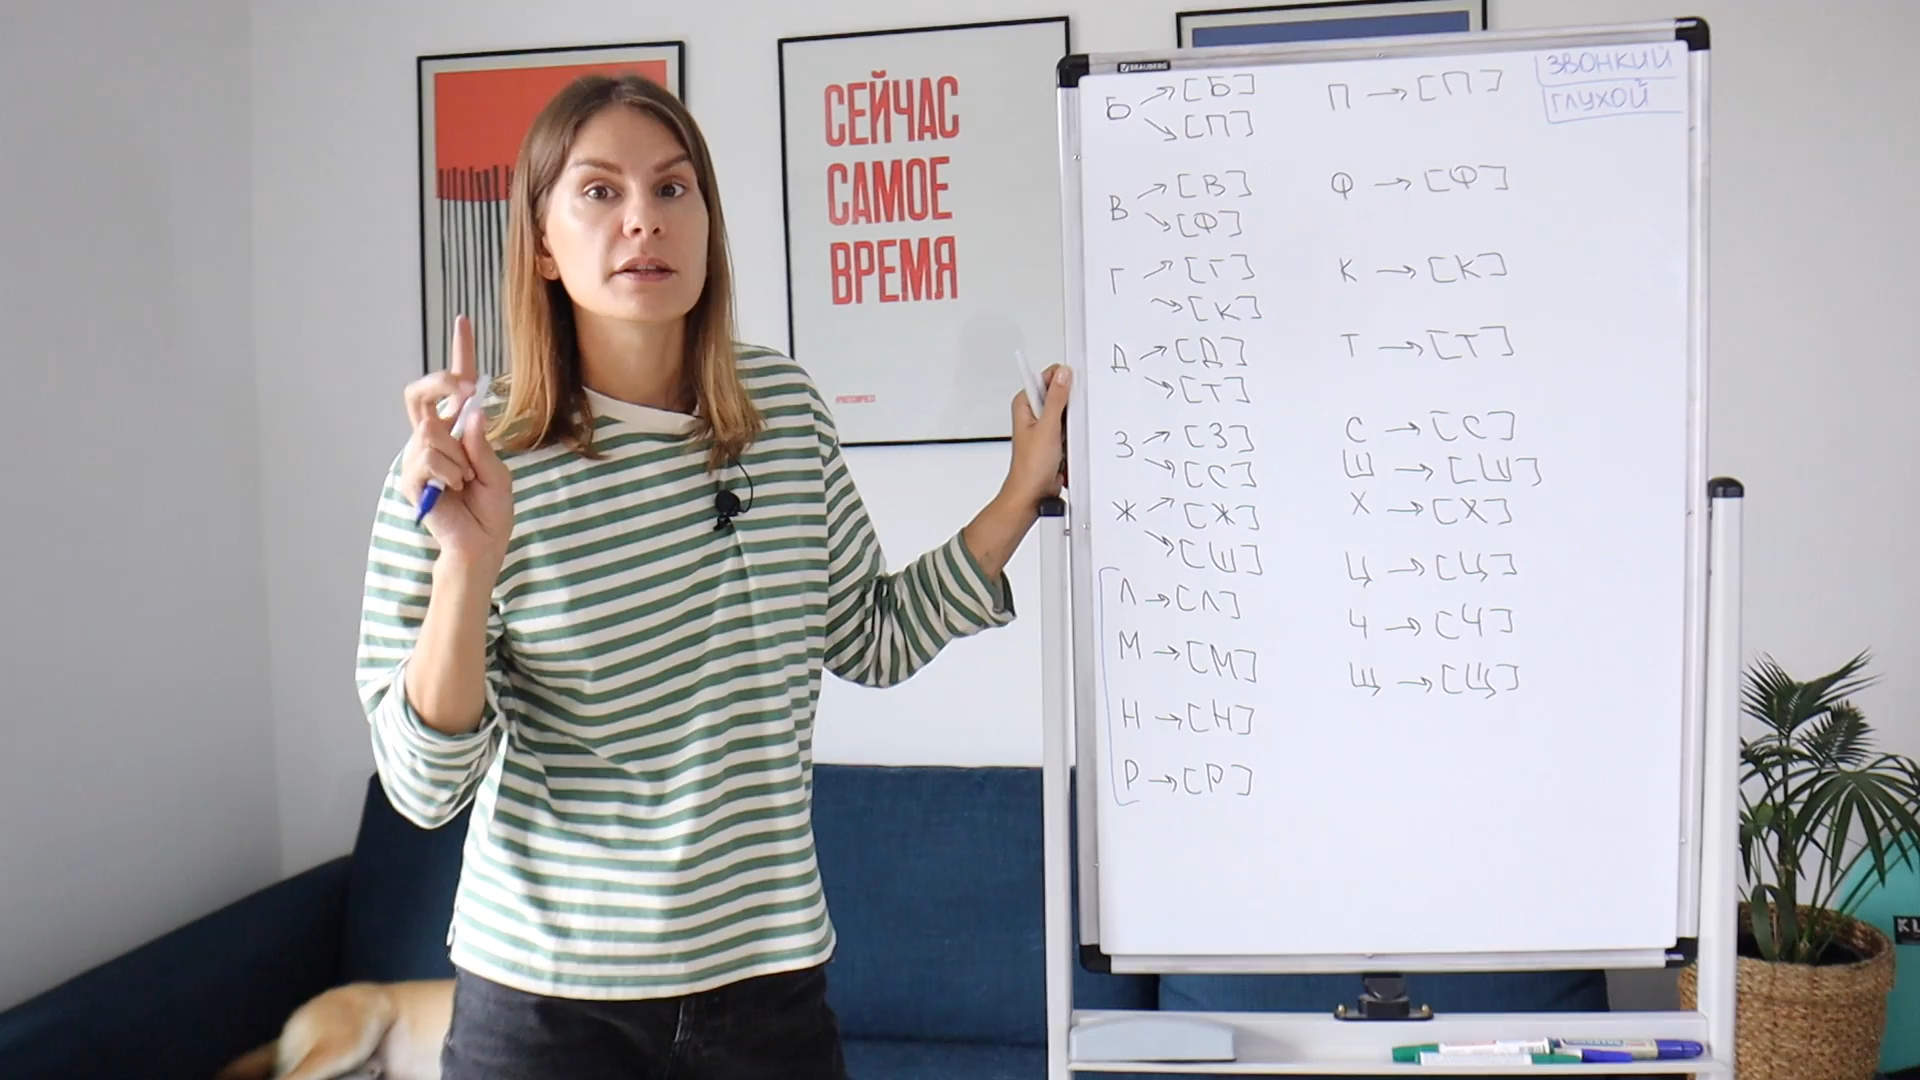 СЕЙЧАС
САМОЕ
ВРЕМЯ
BRAUBERG
ЗВОНКИЙ
ГЛУХОЙ
Б → [Б]
→ [П]
В → [В]
→ [Ф]
Г → [Г]
→ [К]
Д → [Д]
→ [Т]
З → [З]
→ [С]
Ж → [Ж]
→ [Ш]
Л → [Л]
М → [М]
Н → [Н]
Р → [Р]
П → [П]
Ф → [Ф]
К → [К]
Т → [Т]
С → [С]
Ш → [Ш]
Х → [Х]
Ц → [Ц]
Ч → [Ч]
Щ → [Щ]